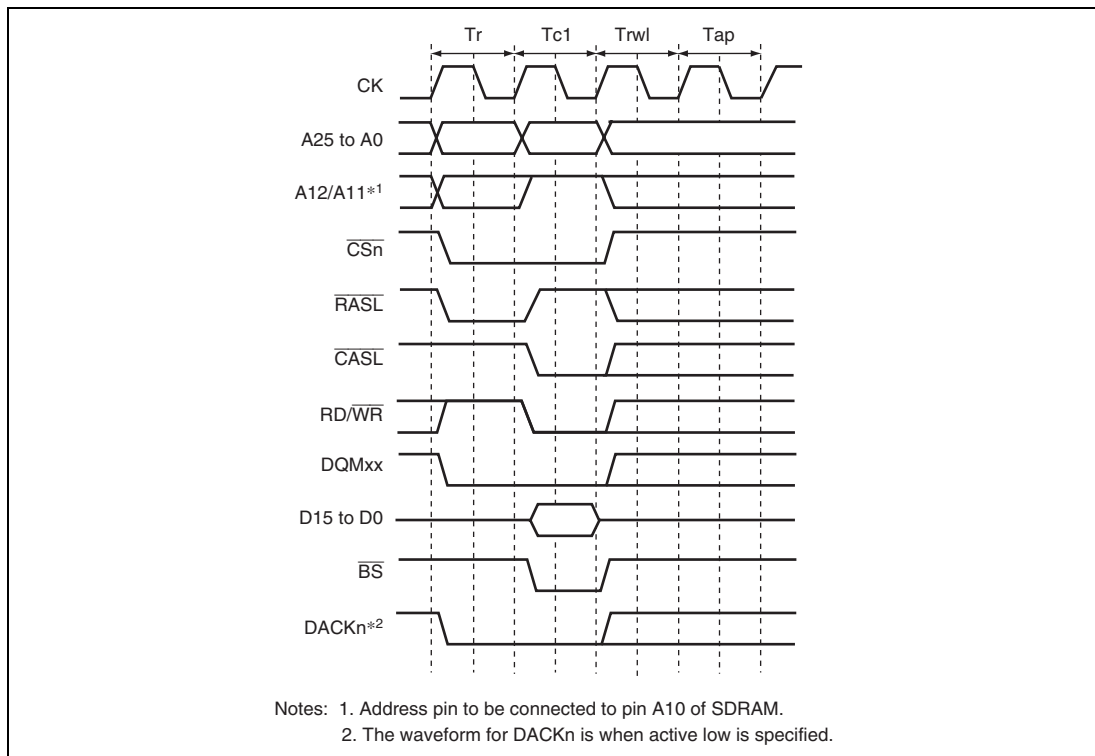 Tr Tc1 Trwl Tap
CK
A25 to A0
A12/A11*1
CSn
RASL
CASL
RD/WR
DQMxx
D15 to D0
BS
DACKn*2
Notes: 1. Address pin to be connected to pin A10 of SDRAM.
2. The waveform for DACKn is when active low is specified.